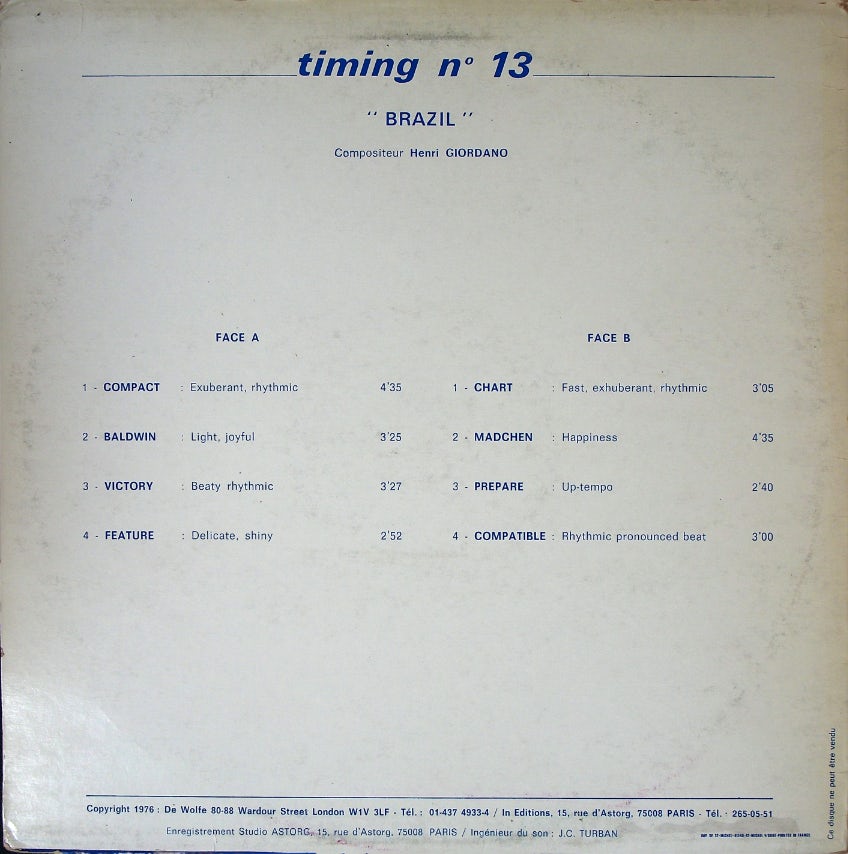 timing nº 13
" BRAZIL "
Compositeur Henri GIORDANO
FACE A
1 - COMPACT : Exuberant, rhythmic 4'35
2 - BALDWIN : Light, joyful 3'25
3 - VICTORY : Beaty rhythmic 3'27
4 - FEATURE : Delicate, shiny 2'52
FACE B
1 - CHART : Fast, exhuberant, rhythmic 3'05
2 - MADCHEN : Happiness 4'35
3 - PREPARE : Up-tempo 2'40
4 - COMPATIBLE : Rhythmic pronounced beat 3'00
Copyright 1976 : De Wolfe 80-88 Wardour Street London W1V 3LF - Tél. : 01-437 4933-4 / In Editions, 15, rue d'Astorg, 75008 PARIS - Tél. · 265-05-51
Enregistrement Studio ASTORG, 15, rue d'Astorg, 75008 PARIS / Ingénieur du son : J.C. TURBAN
Ce disque ne peut être vendu